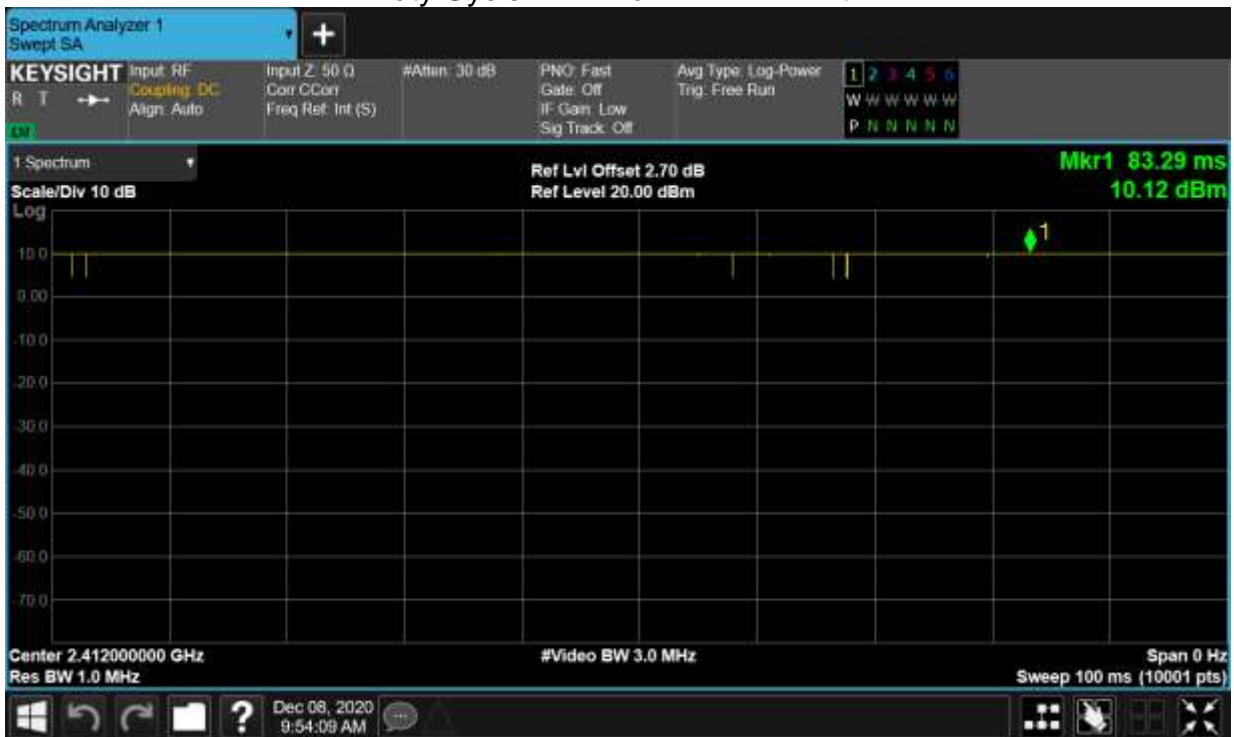 Spectrum Analyzer 1
Swept SA
KEYSIGHT
R T
Input: RF
Coupling: DC
Align: Auto
Input Z: 50 Ω
Corr CCorr
Freq Ref: Int (S)
#Atten: 30 dB
PNO: Fast
Gate: Off
IF Gain: Low
Sig Track: Off
Avg Type: Log-Power
Trig: Free Run
1 2 3 4 5 6
W W W W W W
P N N N N N
1 Spectrum
Scale/Div 10 dB
Log
Ref Lvl Offset 2.70 dB
Ref Level 20.00 dBm
Mkr1 83.29 ms
10.12 dBm
1
10.0
0.00
-10.0
-20.0
-30.0
-40.0
-50.0
-60.0
-70.0
Center 2.412000000 GHz
#Video BW 3.0 MHz
Span 0 Hz
Res BW 1.0 MHz
Sweep 100 ms (10001 pts)
?
Dec 08, 2020
9:54:09 AM